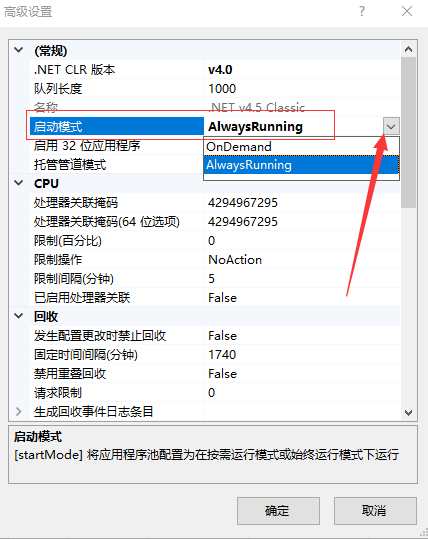 高级设置
(常规)
.NET CLR 版本 v4.0
队列长度 1000
名称 .NET v4.5 Classic
启动模式 AlwaysRunning
启用 32 位应用程序 OnDemand
托管管道模式 AlwaysRunning
CPU
处理器关联掩码 4294967295
处理器关联掩码(64 位选项) 4294967295
限制(百分比) 0
限制操作 NoAction
限制间隔(分钟) 5
已启用处理器关联 False
回收
发生配置更改时禁止回收 False
固定时间间隔(分钟) 1740
禁用重叠回收 False
请求限制 0
生成回收事件日志条目
启动模式
[startMode] 将应用程序池配置为在按需运行模式或始终运行模式下运行
确定 取消